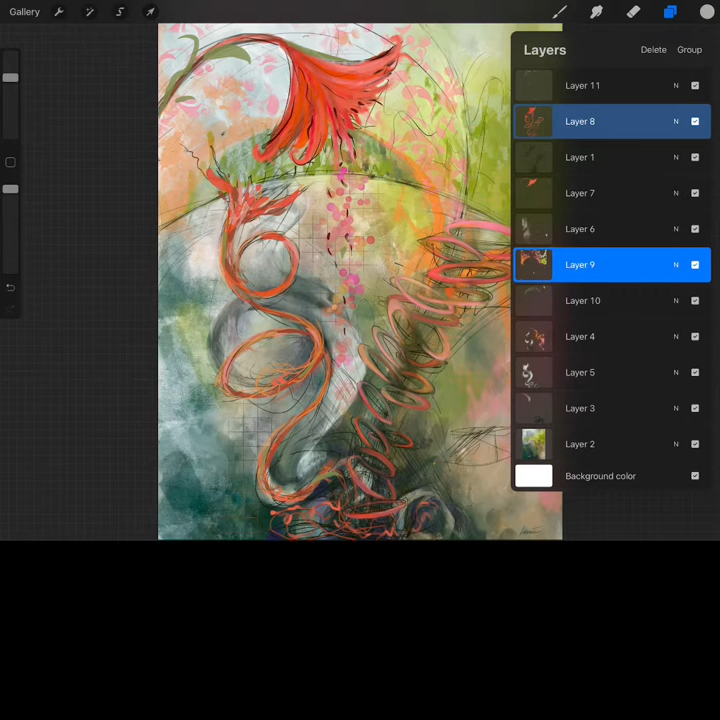 Gallery
Layers Delete Group
Layer 11 N
Layer 8 N
Layer 1 N
Layer 7 N
Layer 6 N
Layer 9 N
Layer 10 N
Layer 4 N
Layer 5 N
Layer 3 N
Layer 2 N
Background color